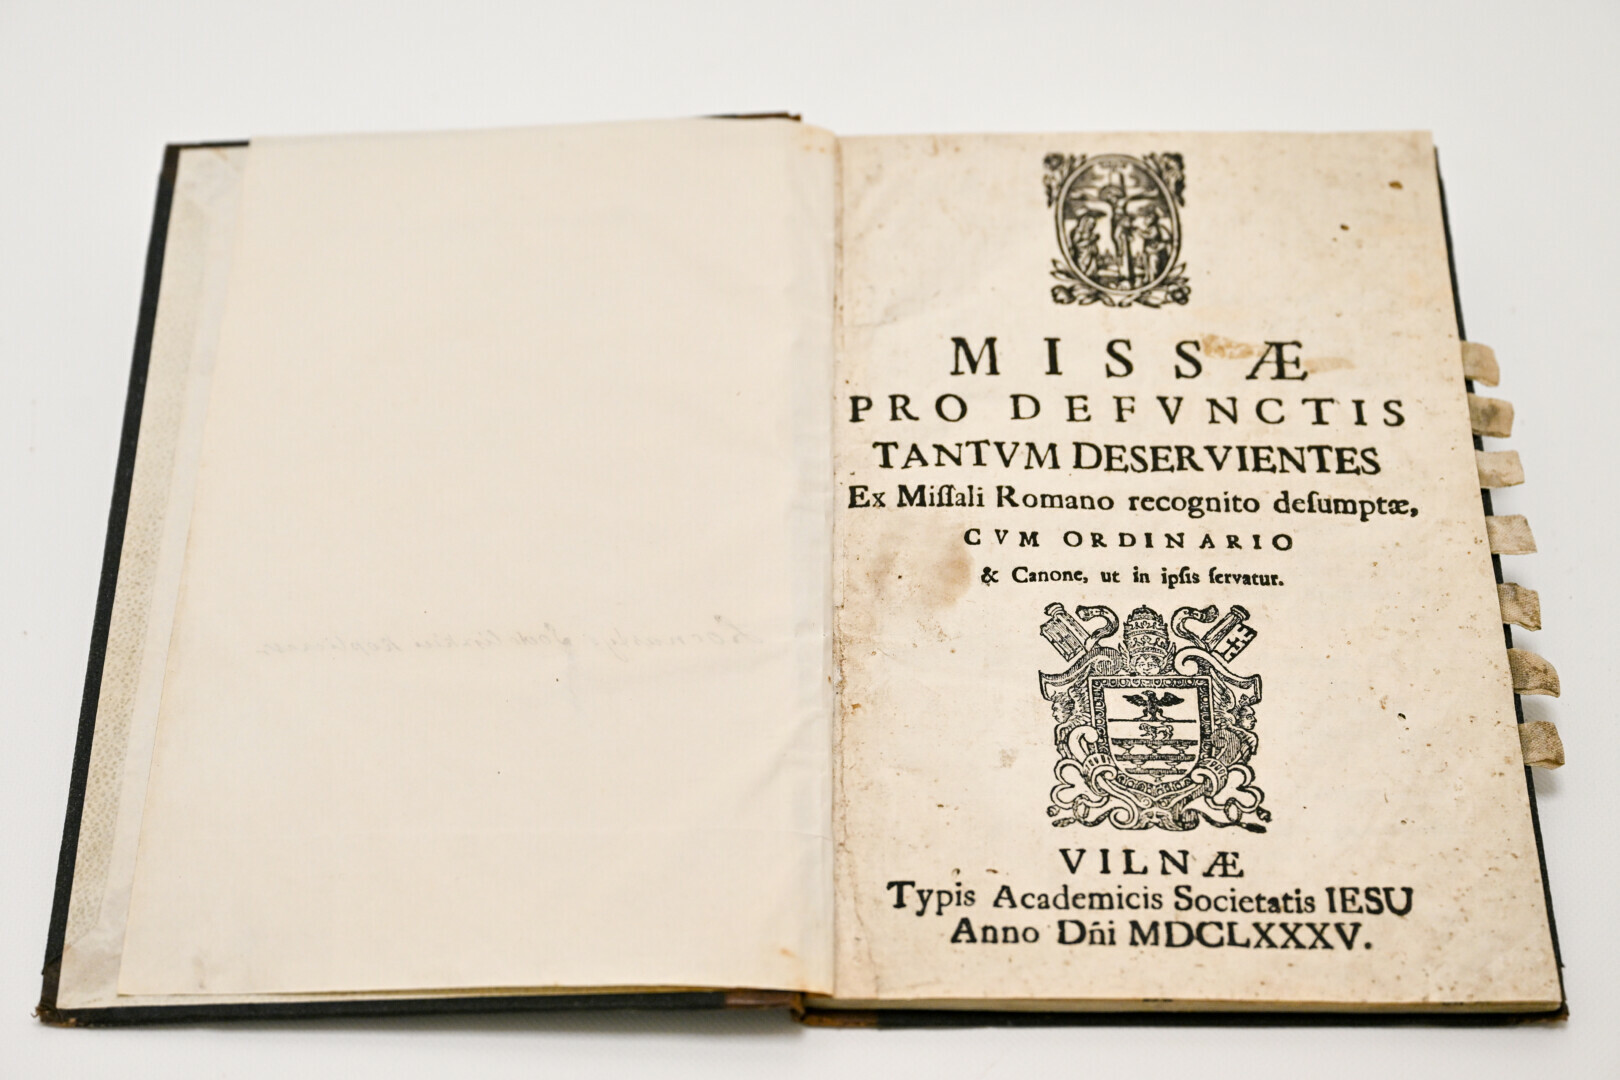 MISSÆ
PRO DEFVNCTIS
TANTVM DESERVIENTES
Ex Miſſali Romano recognito deſumptæ,
CVM ORDINARIO
& Canone, ut in ipſis ſervatur.
VILNÆ
Typis Academicis Societatis IESU
Anno Dñi MDCLXXXV.